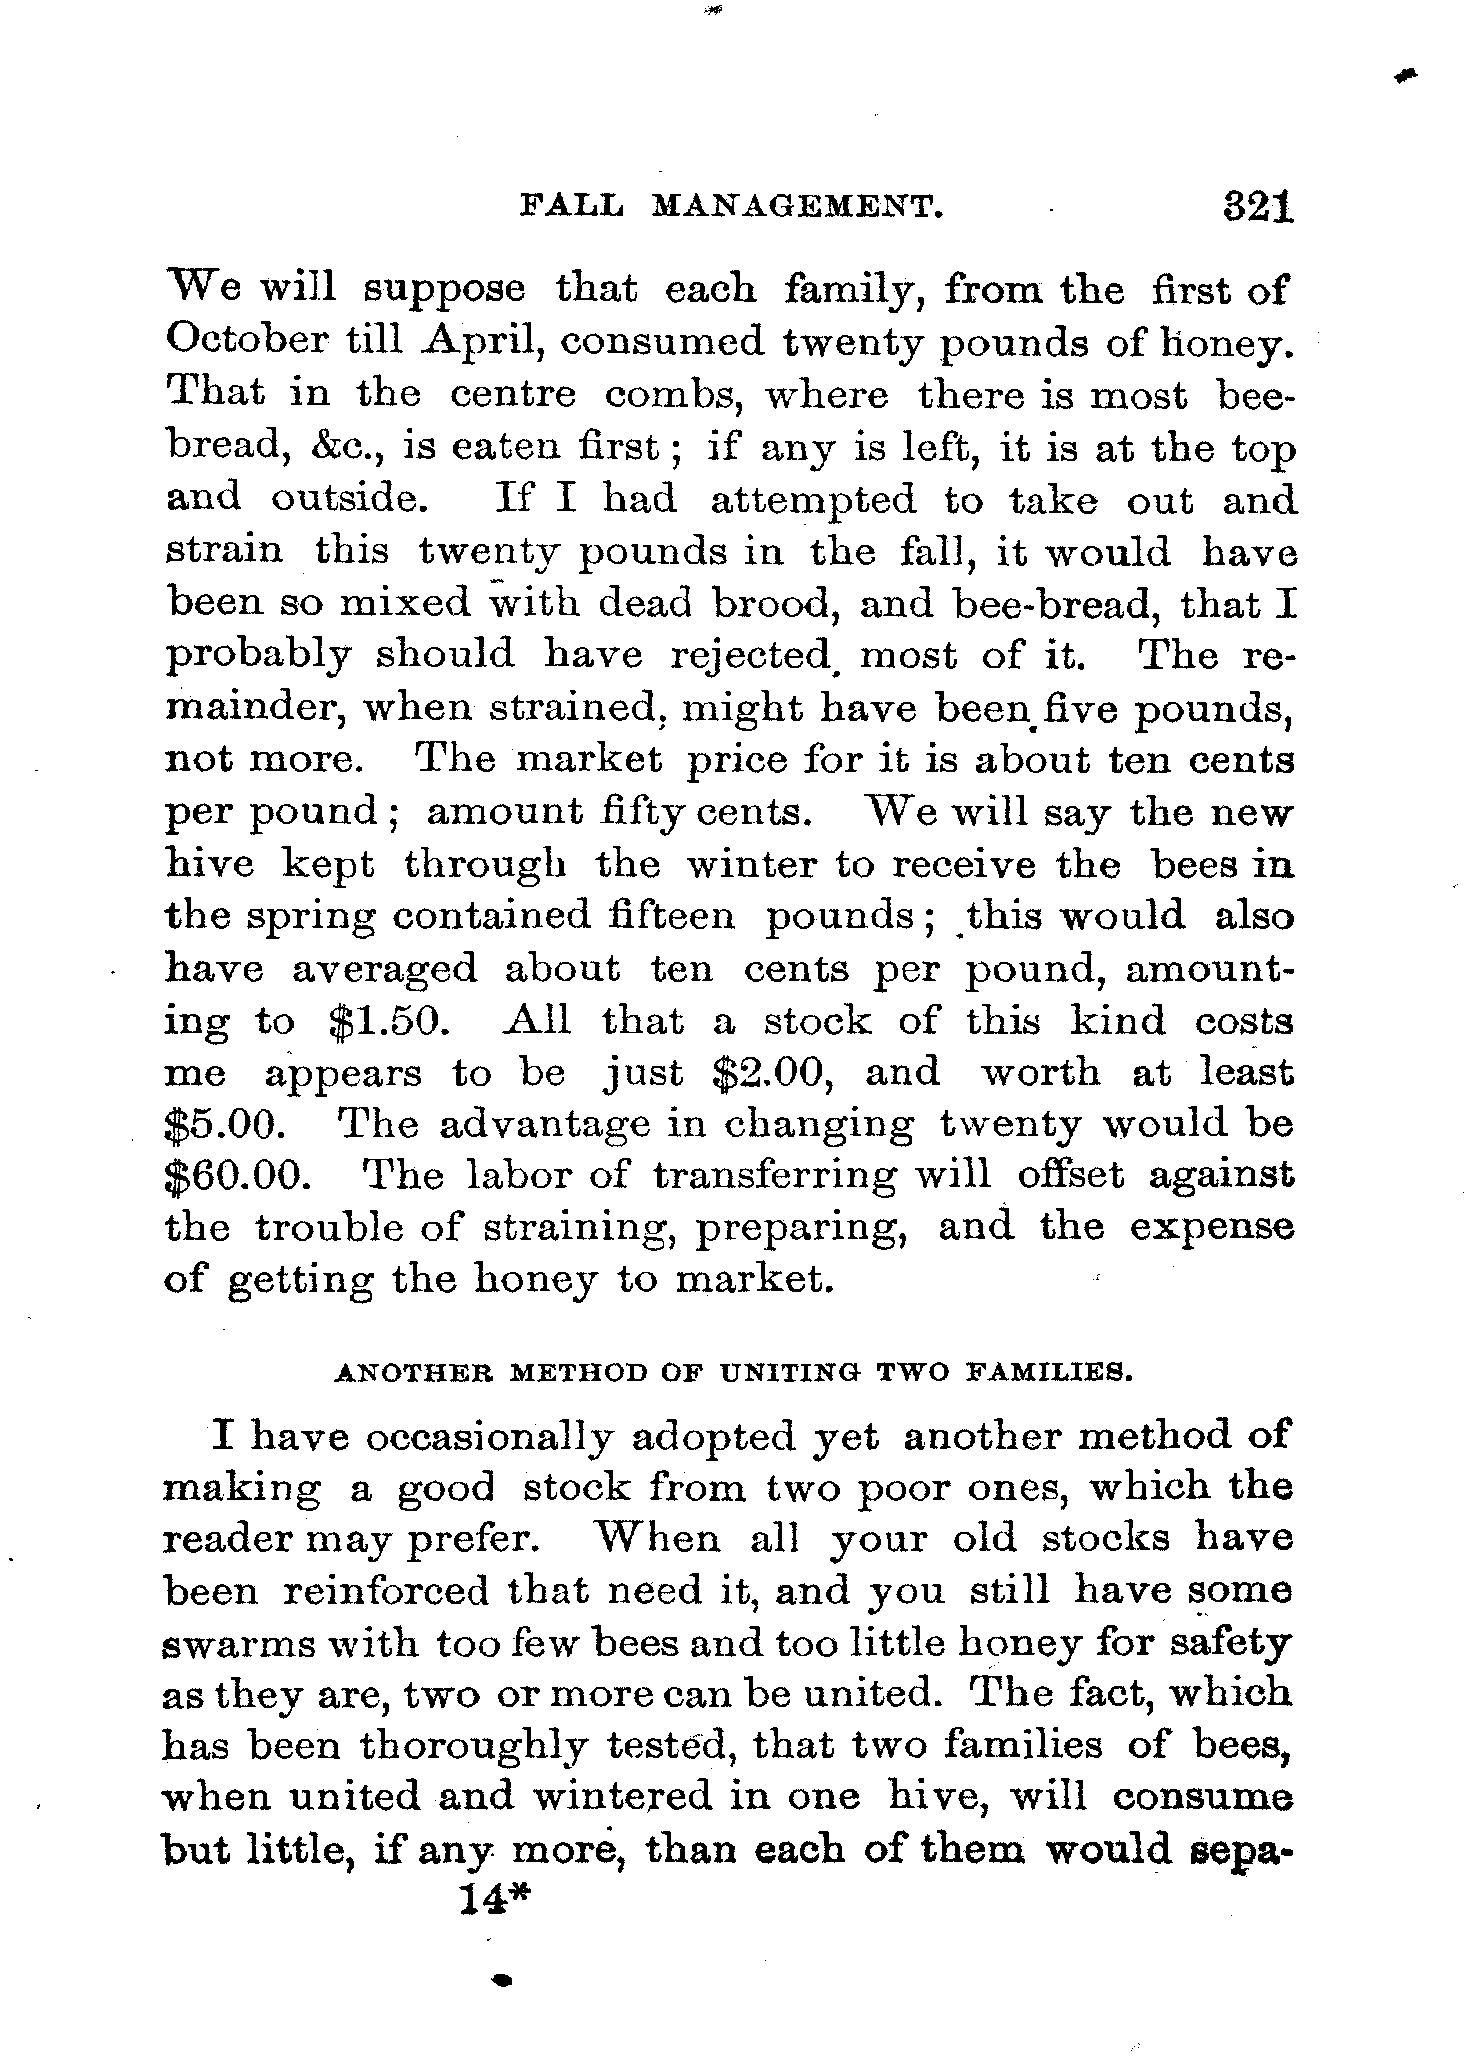 FALL MANAGEMENT. 321
We will suppose that each family, from the first of
October till April, consumed twenty pounds of honey.
That in the centre combs, where there is most bee-
bread, &c., is eaten first ; if any is left, it is at the top
and outside. If I had attempted to take out and
strain this twenty pounds in the fall, it would have
been so mixed with dead brood, and bee-bread, that I
probably should have rejected most of it. The re-
mainder, when strained, might have been five pounds,
not more. The market price for it is about ten cents
per pound ; amount fifty cents. We will say the new
hive kept through the winter to receive the bees in
the spring contained fifteen pounds ; this would also
have averaged about ten cents per pound, amount-
ing to $1.50. All that a stock of this kind costs
me appears to be just $2.00, and worth at least
$5.00. The advantage in changing twenty would be
$60.00. The labor of transferring will offset against
the trouble of straining, preparing, and the expense
of getting the honey to market.
ANOTHER METHOD OF UNITING TWO FAMILIES.
I have occasionally adopted yet another method of
making a good stock from two poor ones, which the
reader may prefer. When all your old stocks have
been reinforced that need it, and you still have some
swarms with too few bees and too little honey for safety
as they are, two or more can be united. The fact, which
has been thoroughly tested, that two families of bees,
when united and wintered in one hive, will consume
but little, if any more, than each of them would sepa-
14*